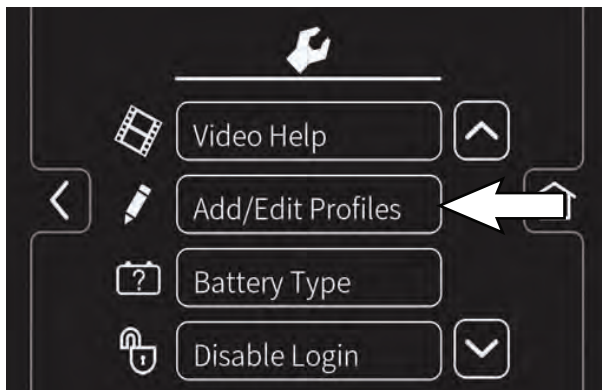 Video Help
Add/Edit Profiles
?
Battery Type
Disable Login